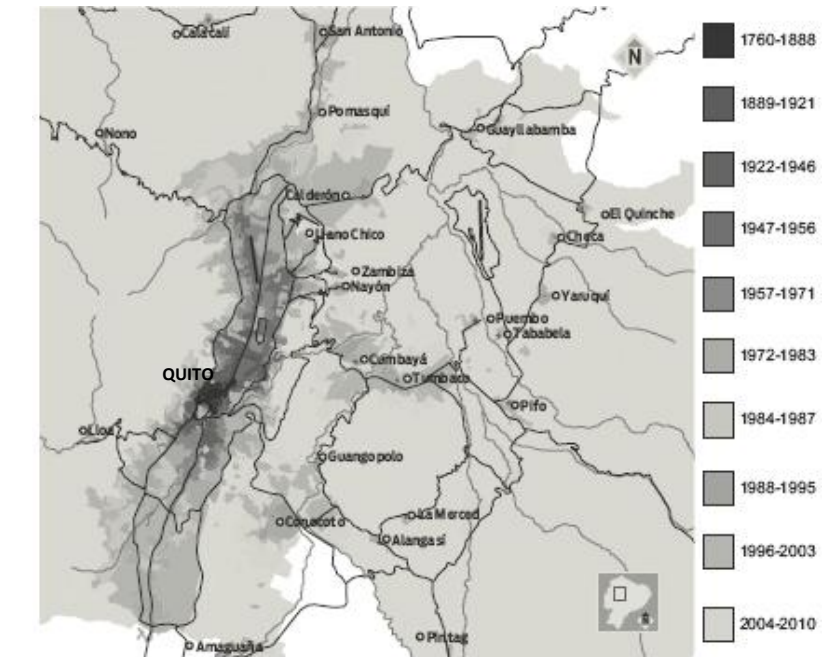 Calacalí
San Antonio
N
1760-1888
1889-1921
Pomasquí
Guayllabamba
Nono
1922-1946
Calderón
El Quinche
1947-1956
Llano Chico
Checa
Zambiza
Nayón
Yaruquí
1957-1971
Puembo
Tababela
1972-1983
Cumbayá
QUITO
Tumbaco
Pifo
1984-1987
Lloa
Guangopolo
1988-1995
La Merced
Conocoto
Alangasí
1996-2003
2004-2010
Pintag
Amaguaña